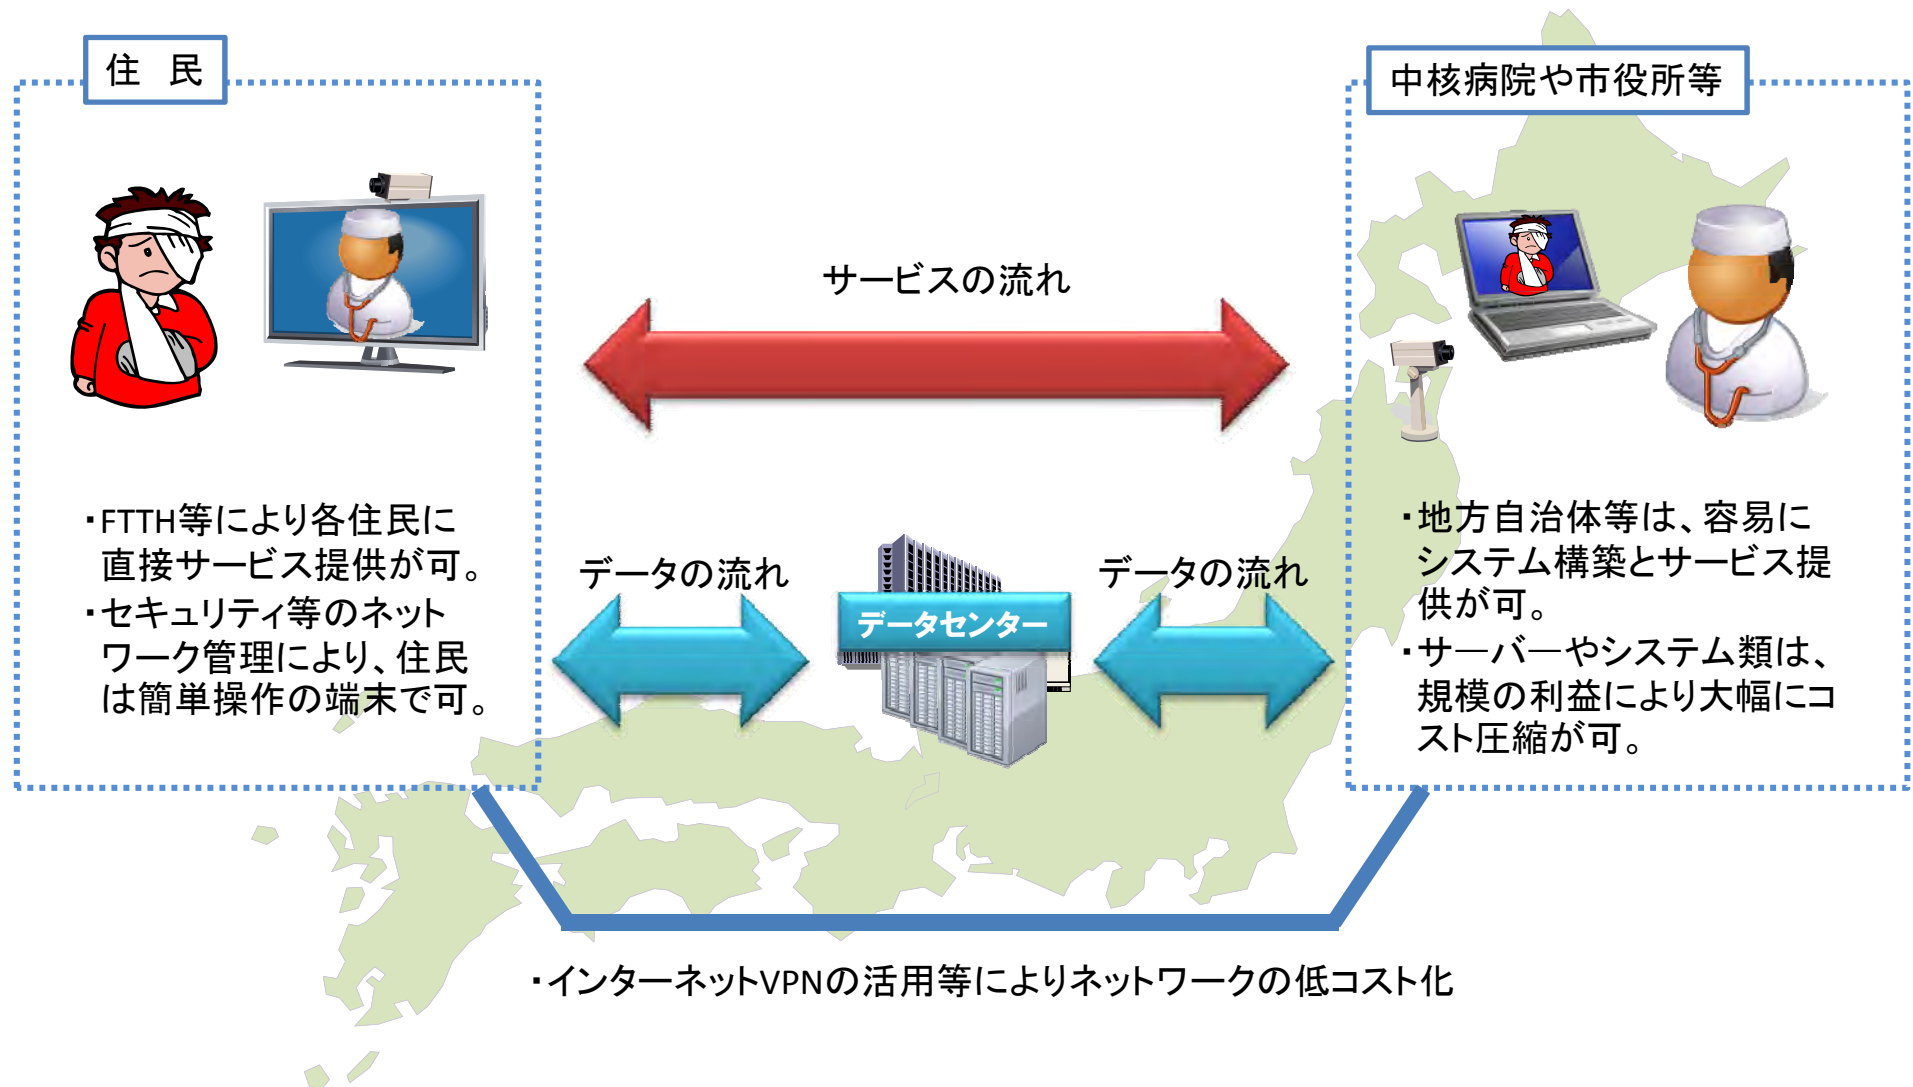 住　民
中核病院や市役所等
サービスの流れ
・FTTH等により各住民に
直接サービス提供が可。
・セキュリティ等のネット
ワーク管理により、住民
は簡単操作の端末で可。
データの流れ
データセンター
データの流れ
・地方自治体等は、容易に
システム構築とサービス提
供が可。
・サーバーやシステム類は、
規模の利益により大幅にコ
スト圧縮が可。
・インターネットVPNの活用等によりネットワークの低コスト化